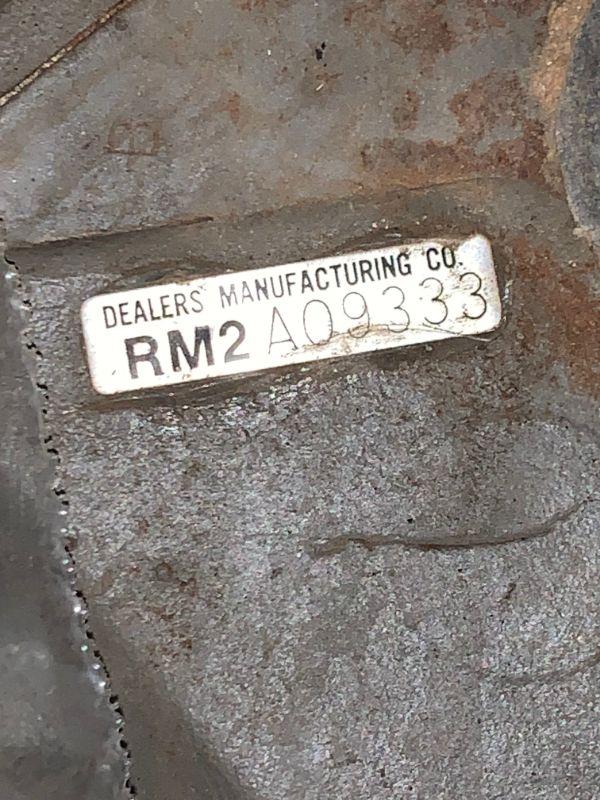 DEALERS MANUFACTURING CO.
RM2 A09333